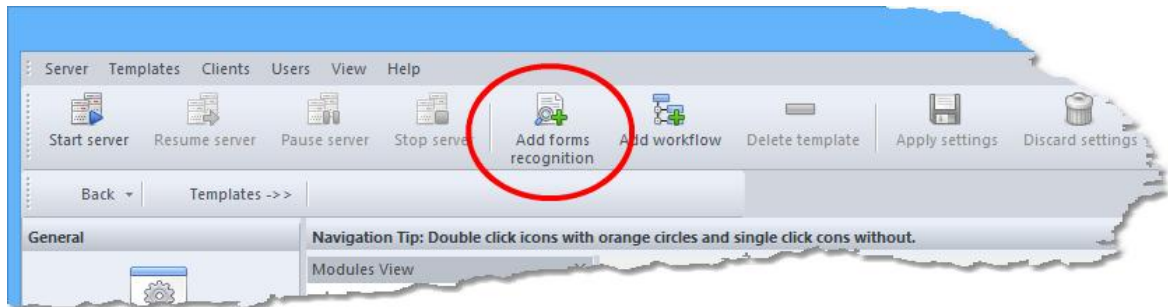 Server Templates Clients Users View Help
Start server Resume server Pause server Stop server Add forms recognition Add workflow Delete template Apply settings Discard settings
Back Templates ->>
General Navigation Tip: Double click icons with orange circles and single click cons without.
Modules View